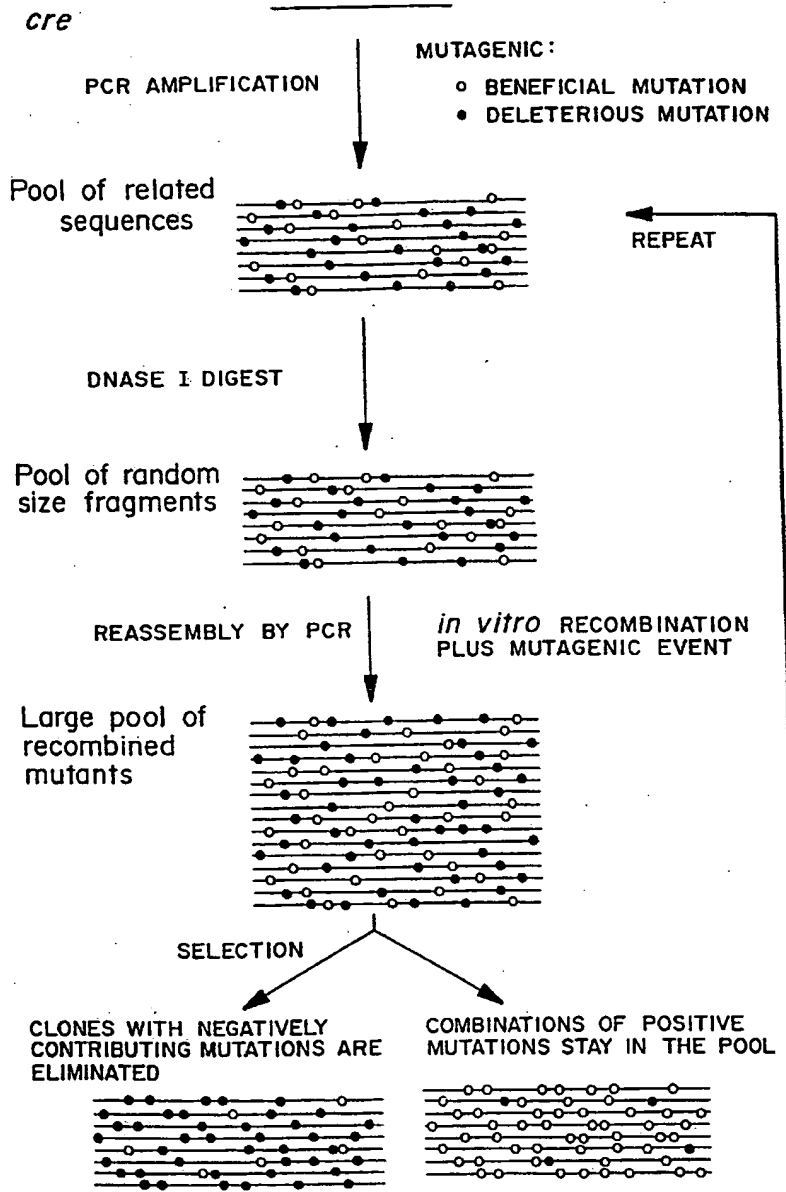 cre
PCR AMPLIFICATION
MUTAGENIC:
BENEFICIAL MUTATION
DELETERIOUS MUTATION
Pool of related
sequences
REPEAT
DNASE I DIGEST
Pool of random
size fragments
REASSEMBLY BY PCR
in vitro RECOMBINATION
PLUS MUTAGENIC EVENT
Large pool of
recombined
mutants
SELECTION
CLONES WITH NEGATIVELY
CONTRIBUTING MUTATIONS ARE
ELIMINATED
COMBINATIONS OF POSITIVE
MUTATIONS STAY IN THE POOL